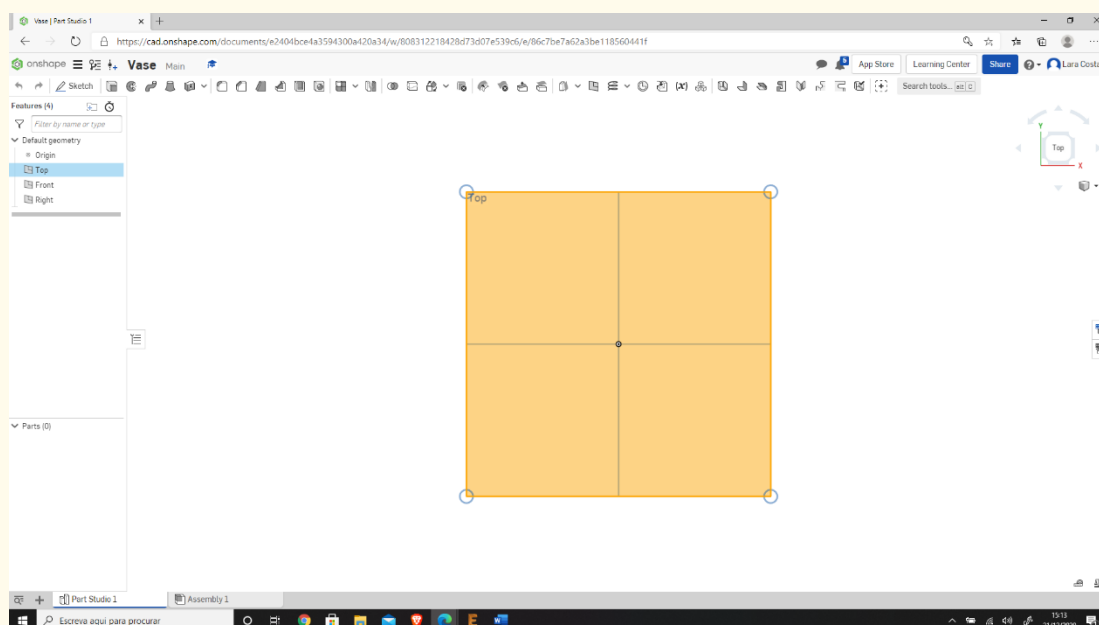 Vase | Part Studio 1
https://cad.onshape.com/documents/e2404bce4a3594300a420a34/w/808312218428d73d07e539c6/e/86c7be7a62a3be118560441f
onshape Vase Main App Store Learning Center Share Lara Costa
Sketch Search tools... alt C
Features (4)
Filter by name or type
Default geometry
Origin
Top
Front
Right
Top
Y
Top
X
Parts (0)
Part Studio 1 Assembly 1
Escreva aqui para procurar
15:13